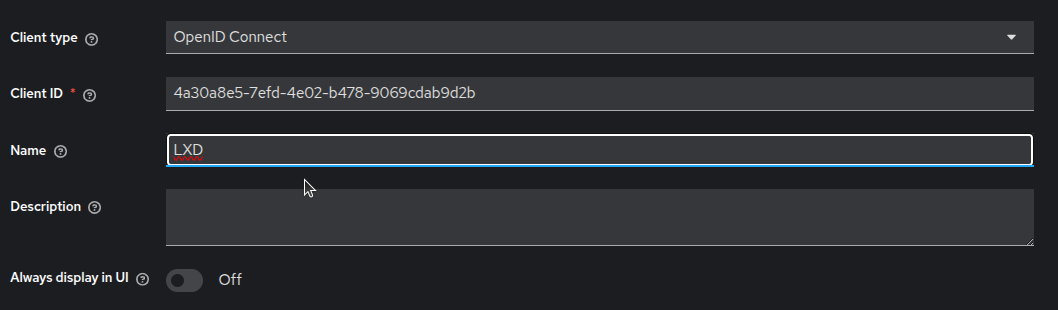 Client type
OpenID Connect
Client ID *
4a30a8e5-7efd-4e02-b478-9069cdab9d2b
Name
LXD
Description
Always display in UI
Off